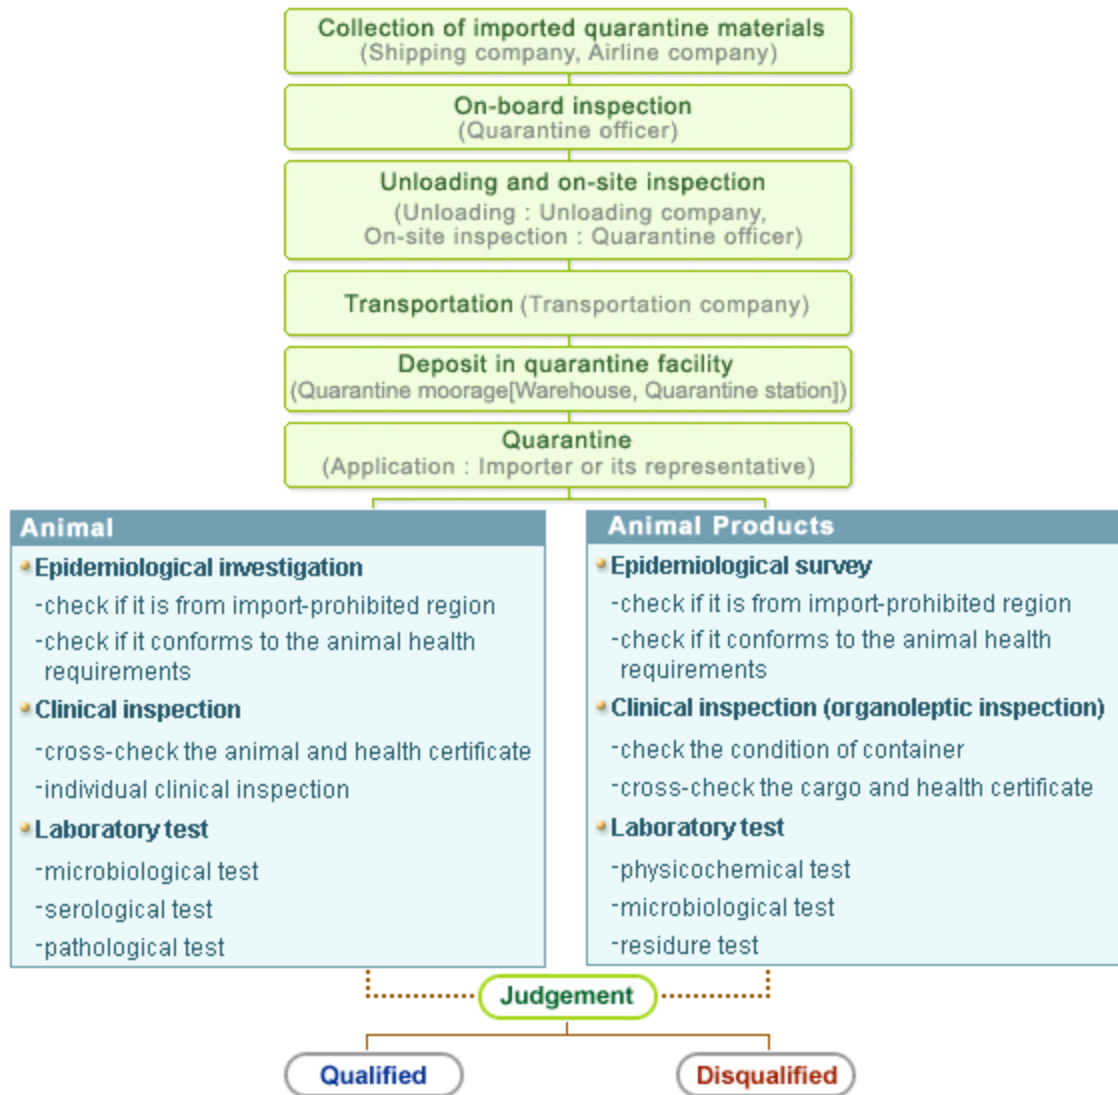 Collection of imported quarantine materials
(Shipping company, Airline company)
On-board inspection
(Quarantine officer)
Unloading and on-site inspection
(Unloading : Unloading company,
On-site inspection : Quarantine officer)
Transportation (Transportation company)
Deposit in quarantine facility
(Quarantine moorage[Warehouse, Quarantine station])
Quarantine
(Application : Importer or its representative)
Animal
Epidemiological investigation
-check if it is from import-prohibited region
-check if it conforms to the animal health
requirements
Clinical inspection
-cross-check the animal and health certificate
-individual clinical inspection
Laboratory test
-microbiological test
-serological test
-pathological test
Animal Products
Epidemiological survey
-check if it is from import-prohibited region
-check if it conforms to the animal health
requirements
Clinical inspection (organoleptic inspection)
-check the condition of container
-cross-check the cargo and health certificate
Laboratory test
-physicochemical test
-microbiological test
-residure test
Judgement
Qualified
Disqualified